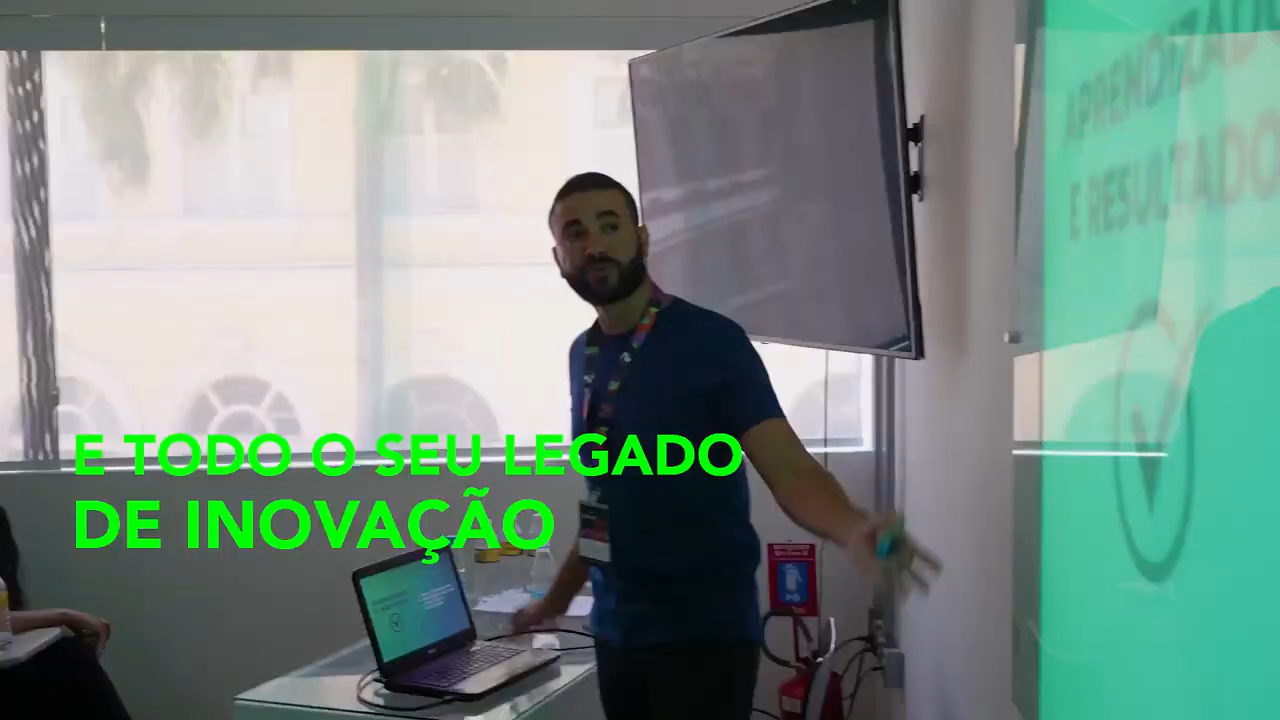 APRENDIZADO
E RESULTADO
E TODO O SEU LEGADO
DE INOVAÇÃO